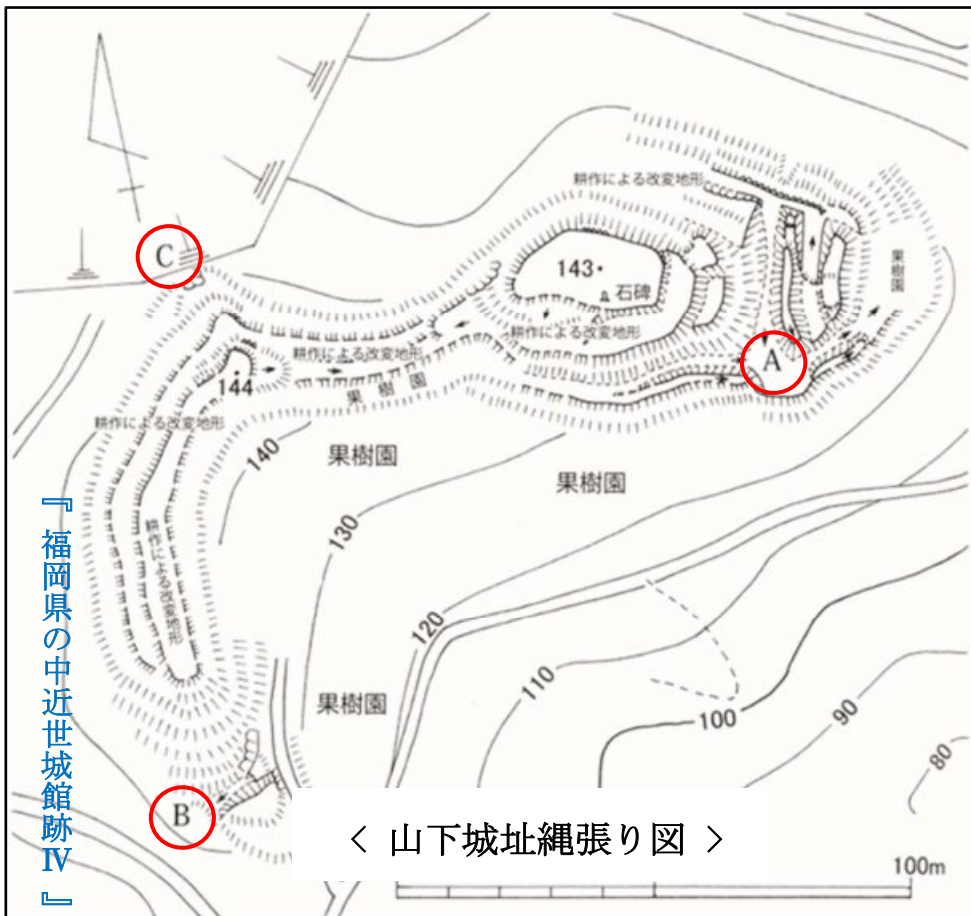 耕作による改変地形
C
143
石碑
果樹園
耕作による改変地形
A
耕作による改変地形
144
果樹園
耕作による改変地形
140
果樹園
果樹園
130
耕作による改変地形
『福岡県の中近世城館跡Ⅳ』
120
110
果樹園
100
90
80
B
< 山下城址縄張り図 >
100m